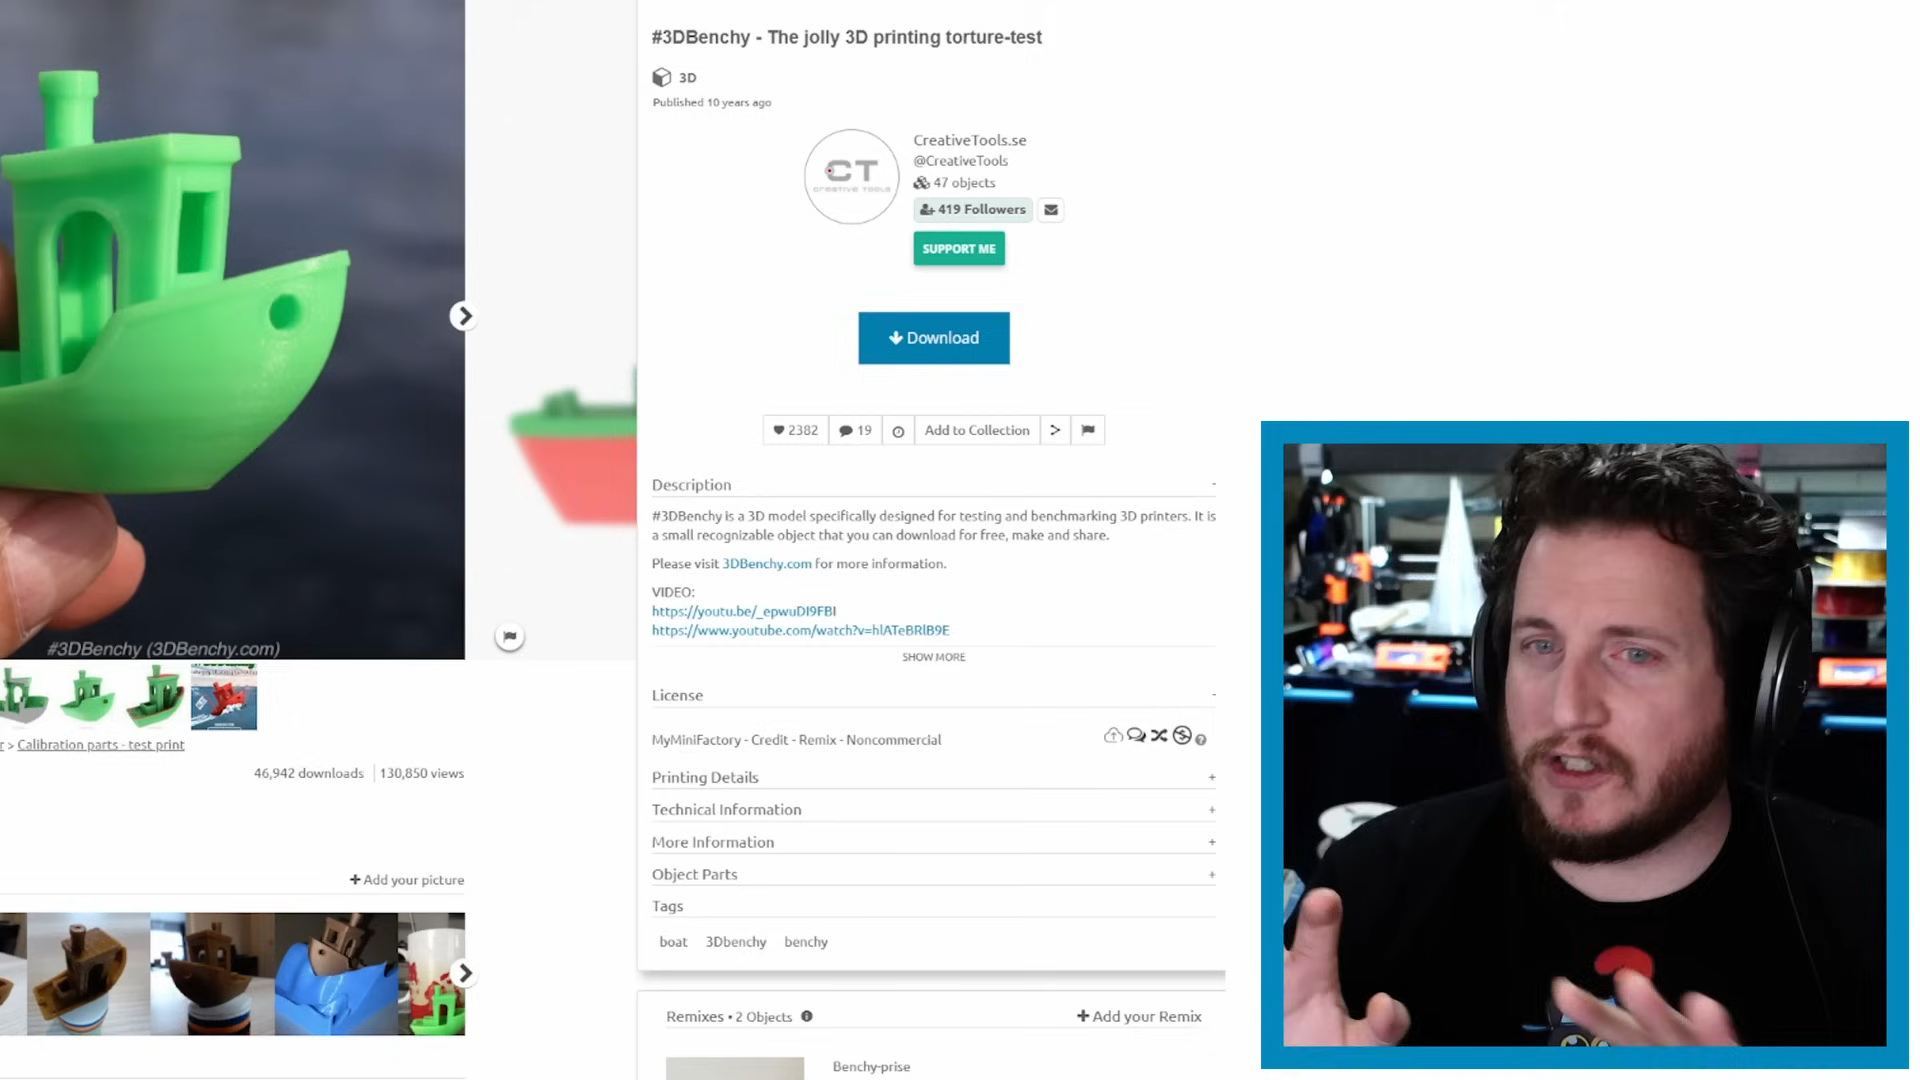 #3DBenchy - The jolly 3D printing torture-test
3D
Published 10 years ago
CT
creative tools
CreativeTools.se
@CreativeTools
47 objects
419 Followers
SUPPORT ME
Download
2382
19
Add to Collection
Description
-
#3DBenchy is a 3D model specifically designed for testing and benchmarking 3D printers. It is
a small recognizable object that you can download for free, make and share.
Please visit 3DBenchy.com for more information.
VIDEO:
https://youtu.be/_epwuDI9FBI
https://www.youtube.com/watch?v=hlATeBRlB9E
SHOW MORE
License
-
MyMiniFactory - Credit - Remix - Noncommercial
Printing Details
+
Technical Information
+
More Information
+
Object Parts
+
Tags
boat 3Dbenchy benchy
Remixes • 2 Objects
+ Add your Remix
Benchy-prise
#3DBenchy (3DBenchy.com)
r > Calibration parts - test print
46,942 downloads
130,850 views
+ Add your picture